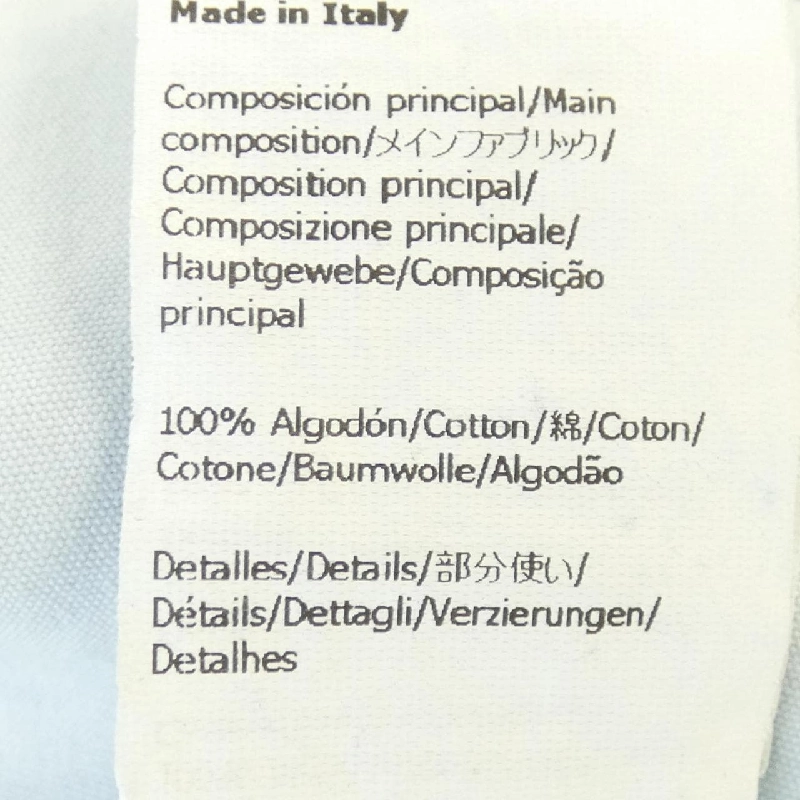 Made in Italy
Composición principal/Main
composition/メインファブリック/
Composition principal/
Composizione principale/
Hauptgewebe/Composição
principal
100% Algodón/Cotton/綿/Coton/
Cotone/Baumwolle/Algodão
Detalles/Details/部分使い/
Détails/Dettagli/Verzierungen/
Detalhes